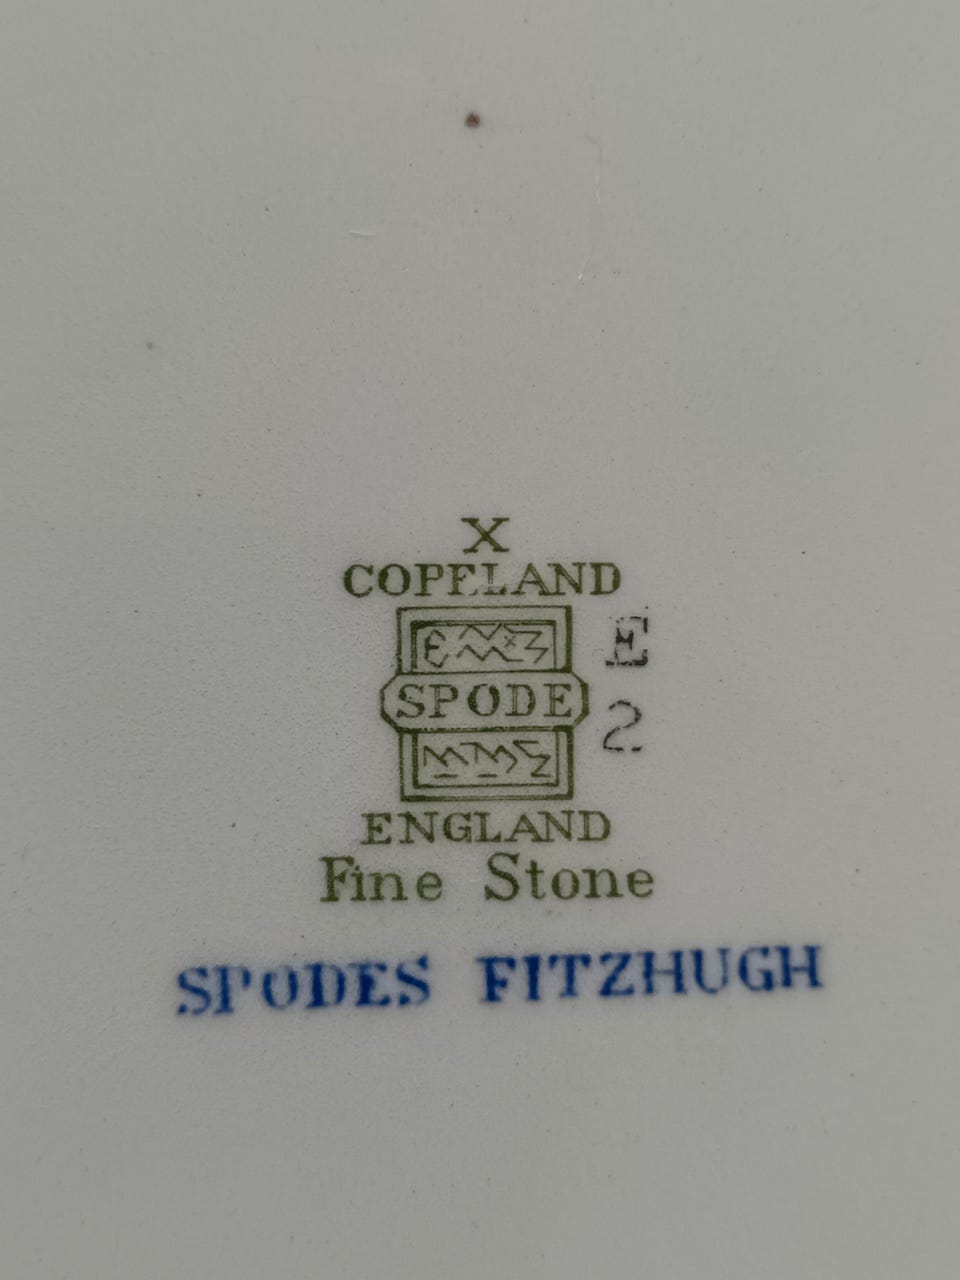 X
COPELAND
SPODE
E
2
ENGLAND
Fine Stone
SPODES FITZHUGH